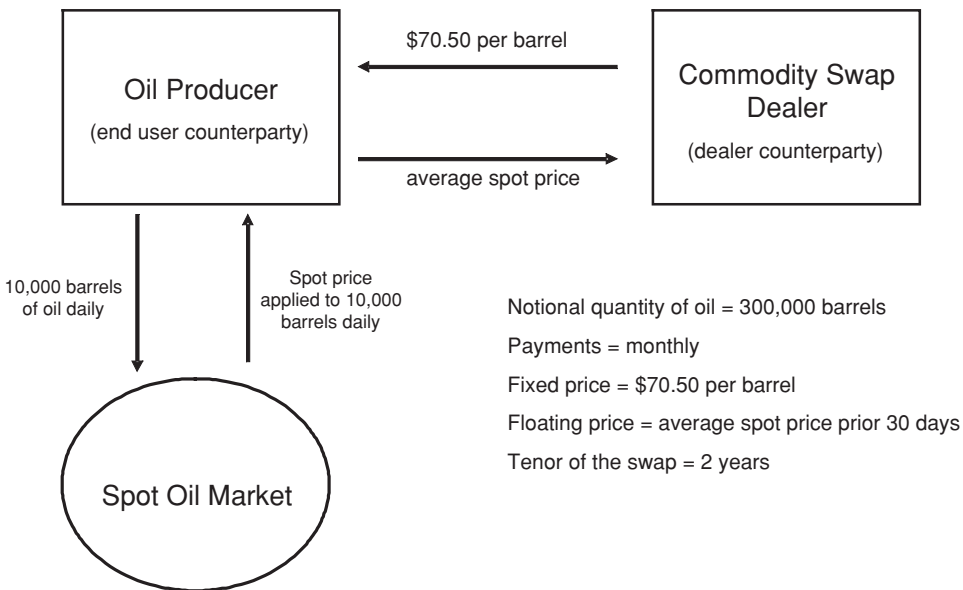 $70.50 per barrel
Oil Producer
(end user counterparty)
Commodity Swap
Dealer
(dealer counterparty)
average spot price
10,000 barrels
of oil daily
Spot price
applied to 10,000
barrels daily
Notional quantity of oil = 300,000 barrels
Payments = monthly
Fixed price = $70.50 per barrel
Floating price = average spot price prior 30 days
Tenor of the swap = 2 years
Spot Oil Market